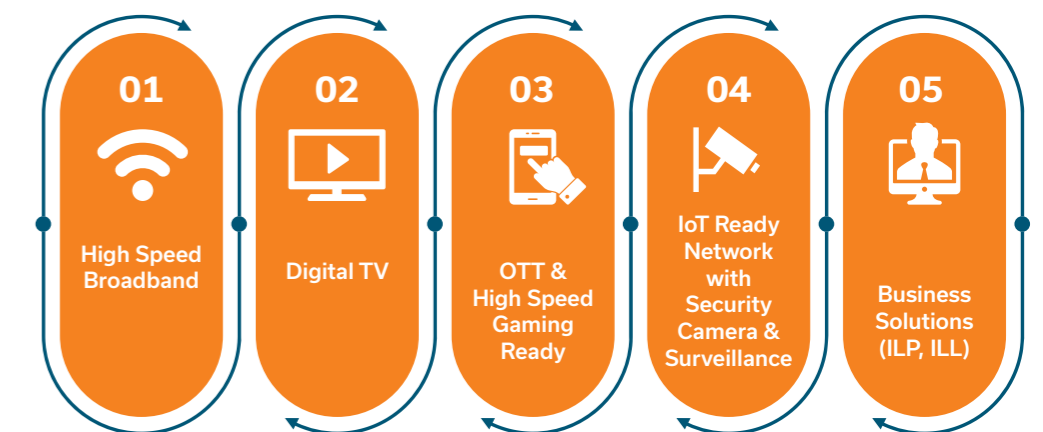 01
High Speed
Broadband
02
Digital TV
03
OTT &
High Speed
Gaming
Ready
04
IoT Ready
Network
with
Security
Camera &
Surveillance
05
Business
Solutions
(ILP, ILL)